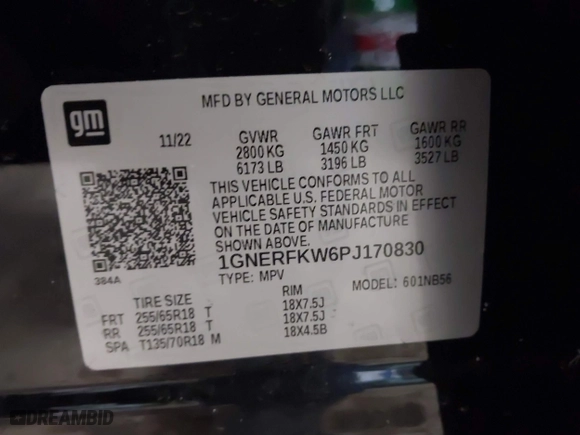 gm
MFD BY GENERAL MOTORS LLC
11/22
GVWR GAWR FRT GAWR RR
2800 KG 1450 KG 1600 KG
6173 LB 3196 LB 3527 LB
THIS VEHICLE CONFORMS TO ALL
APPLICABLE U.S. FEDERAL MOTOR
VEHICLE SAFETY STANDARDS IN EFFECT
ON THE DATE OF MANUFACTURE
SHOWN ABOVE.
1GNERFKW6PJ170830
384A
TYPE: MPV MODEL: 601NB56
TIRE SIZE RIM
FRT 255/65R18 T 18X7.5J
RR 255/65R18 T 18X7.5J
SPA T135/70R18 M 18X4.5B
DREAMBID